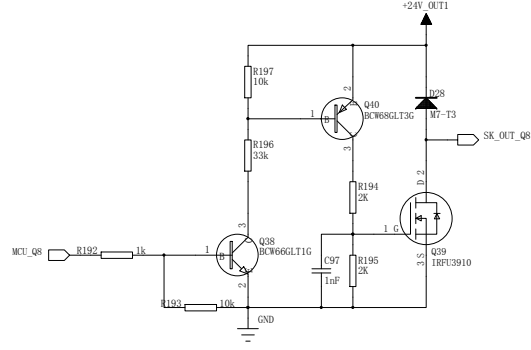 +24V_OUT1
R197
10k
2
E
Q40
BCW68GLT3G
1
B
C
3
D28
M7-T3
SK_OUT_Q8
R196
33k
R194
2K
D 2
1 G
Q39
IRFU3910
3 S
3
C
Q38
BCW66GLT1G
MCU_Q8
R192
1k
1
B
E
2
C97
1nF
R195
2K
R193
10k
GND